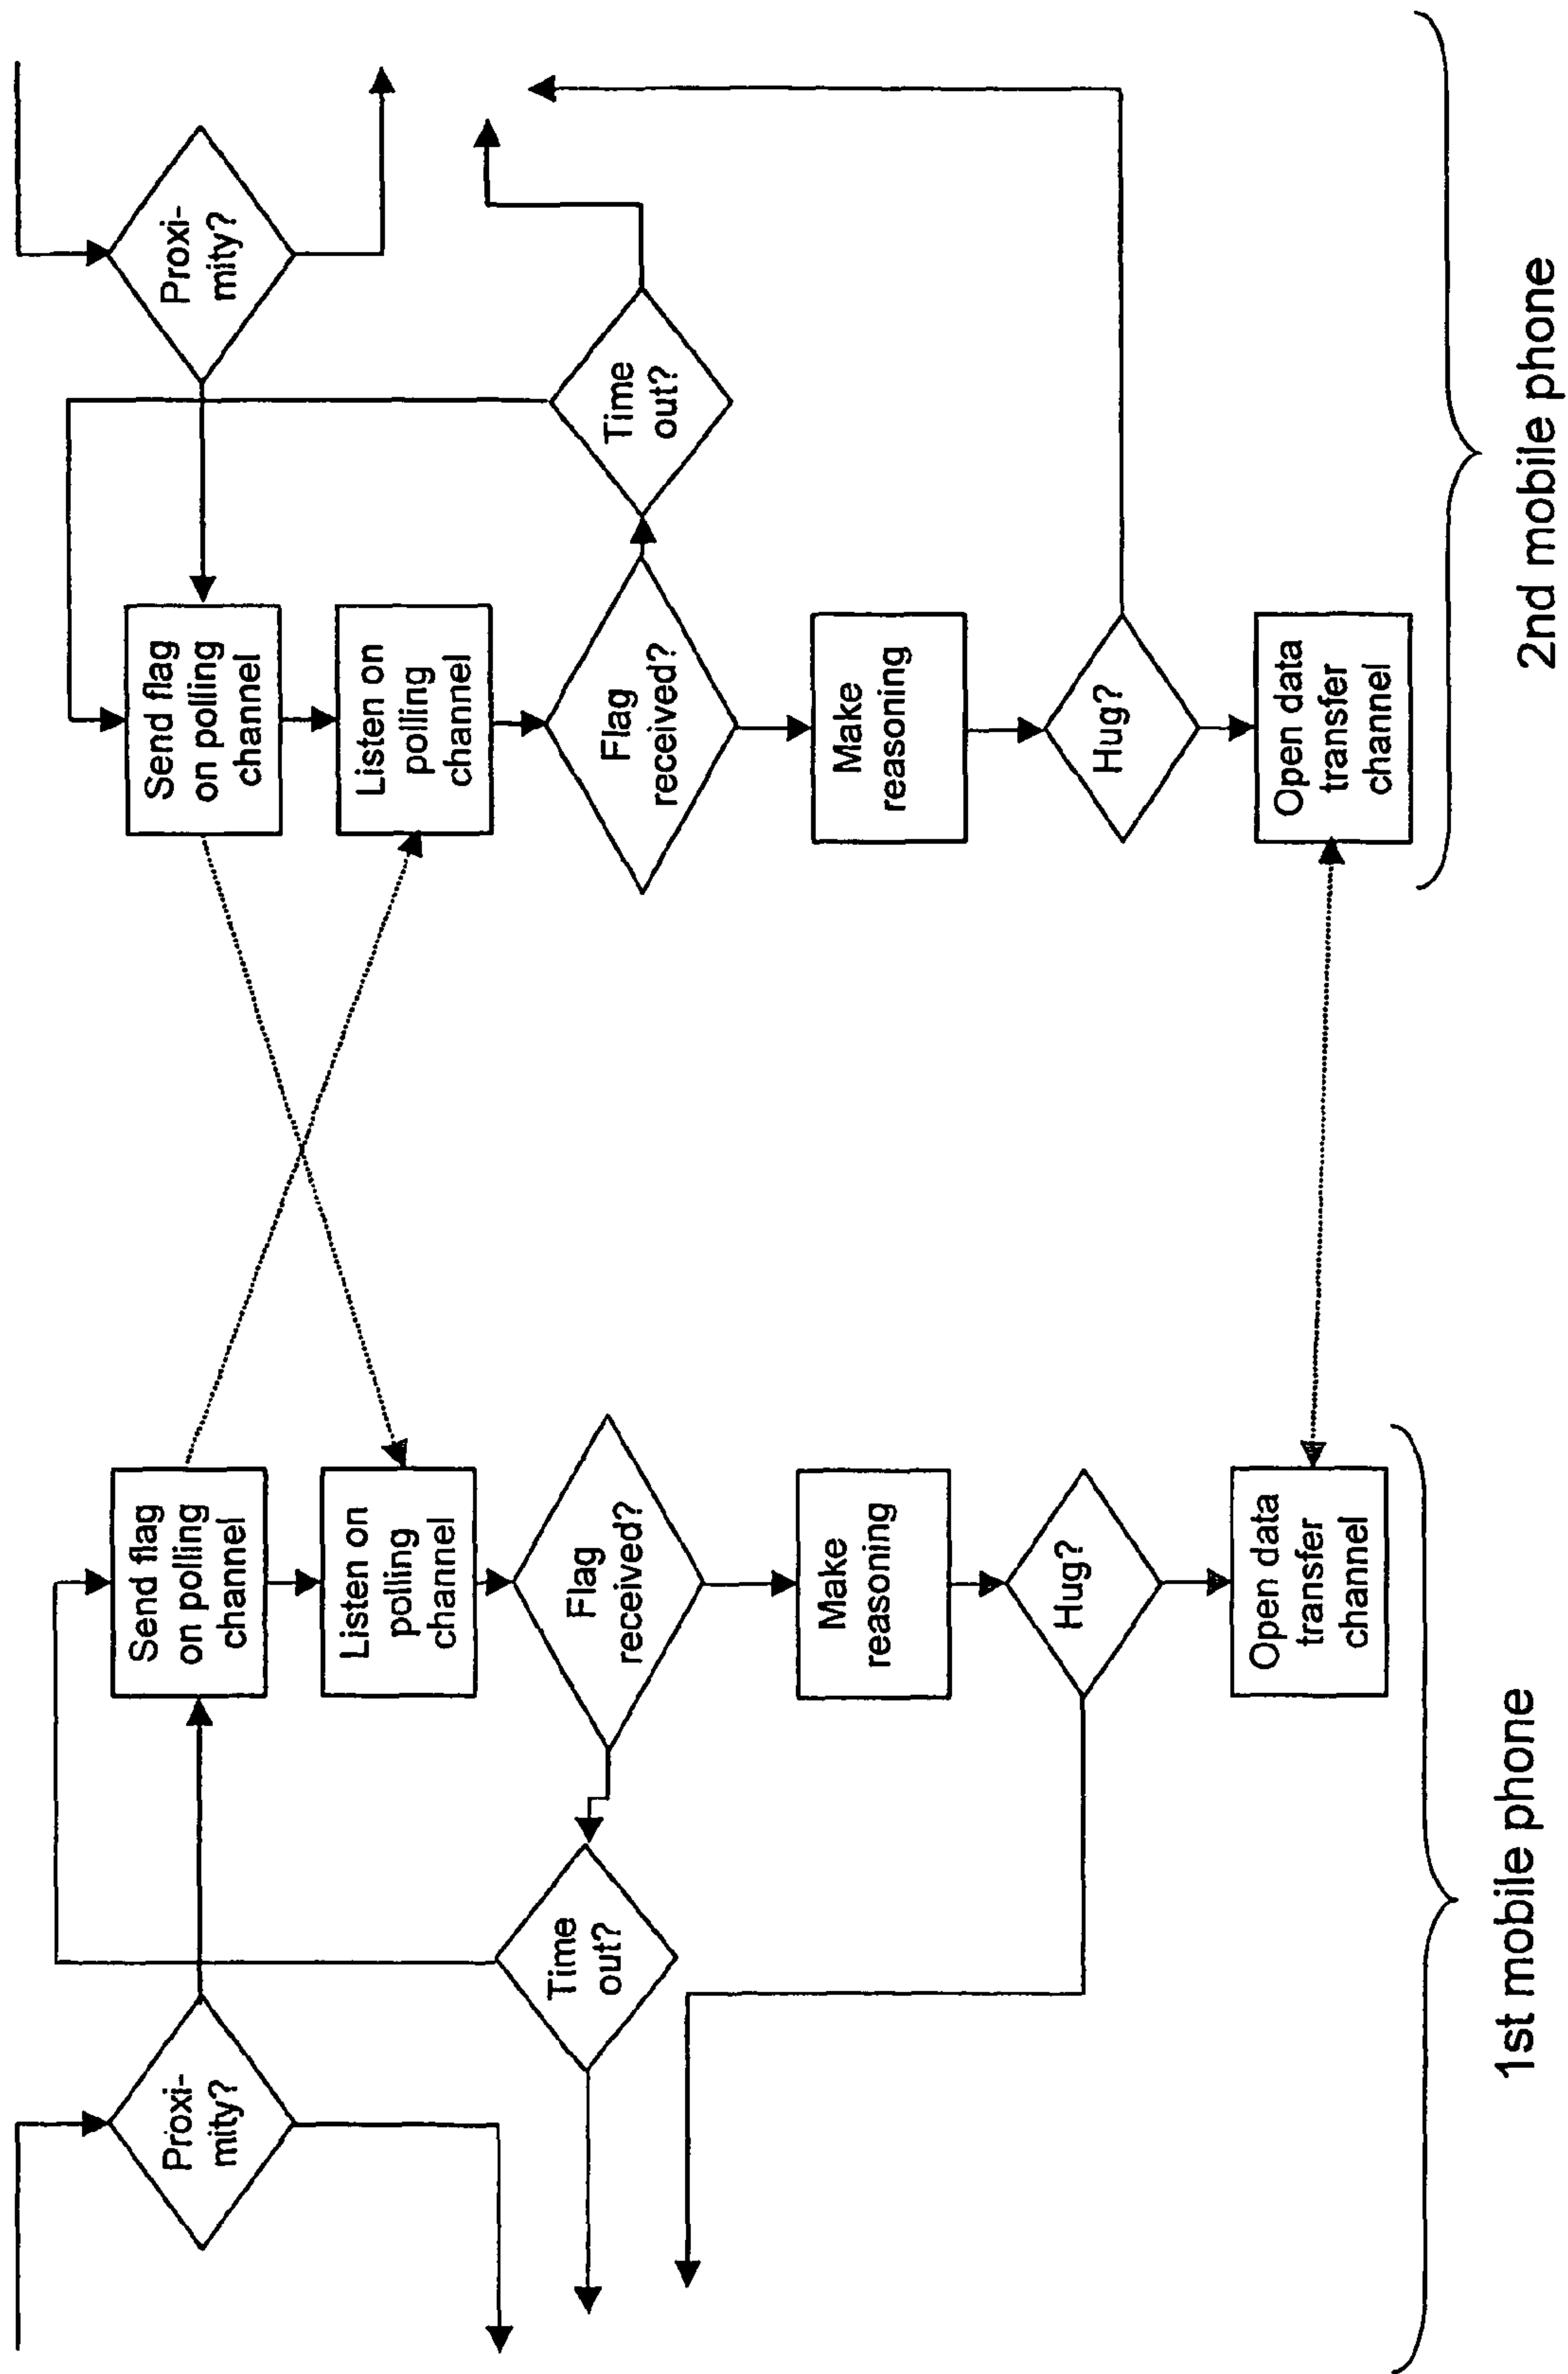 Proxi-
mity?
Send flag
on polling
channel
Listen on
polling
channel
Time
out?
Flag
received?
Make
reasoning
Hug?
Open data
transfer
channel
1st mobile phone
Send flag
on polling
channel
Proxi-
mity?
Listen on
polling
channel
Flag
received?
Time
out?
Make
reasoning
Hug?
Open data
transfer
channel
2nd mobile phone